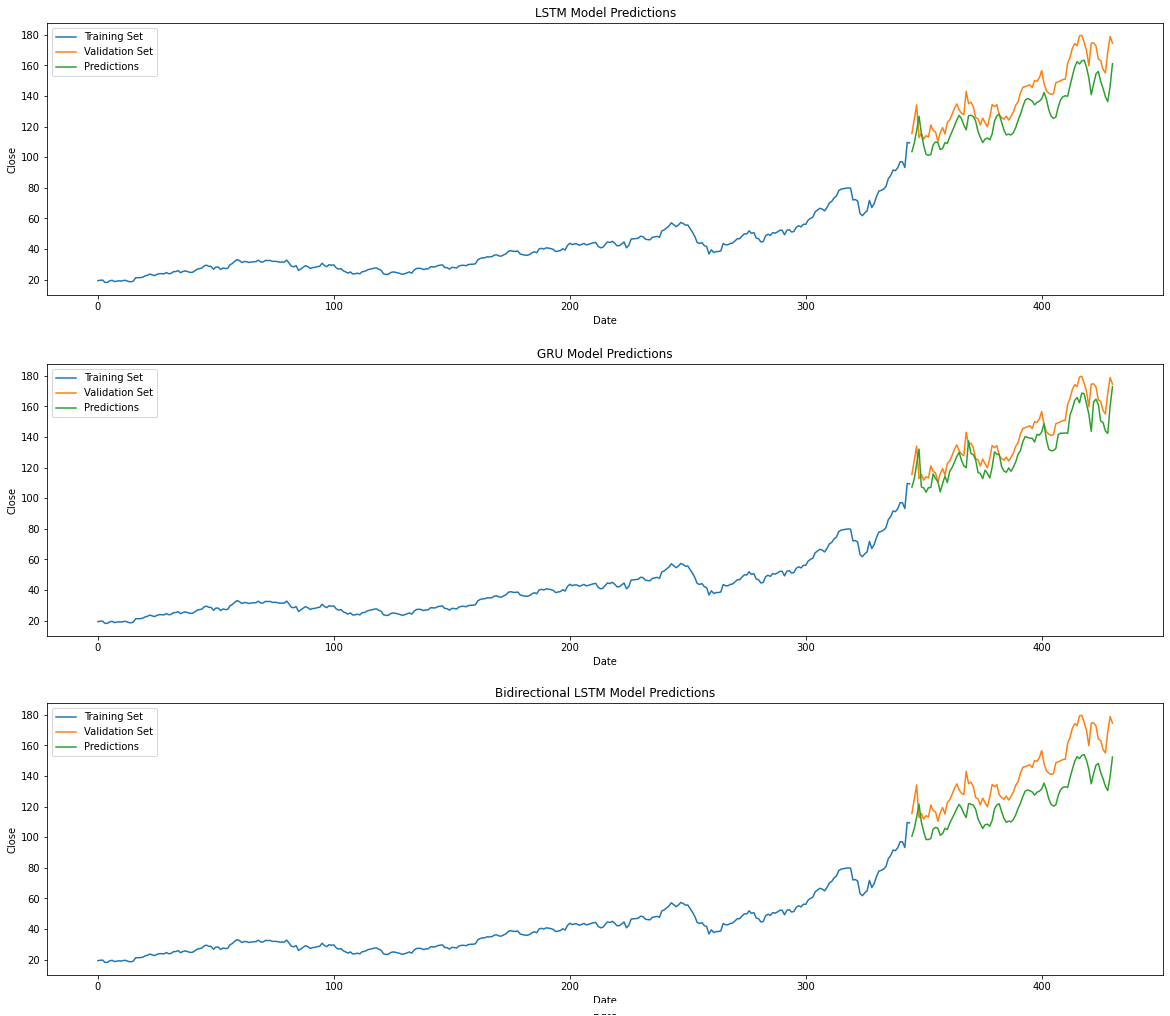 LSTM Model Predictions
Training Set
Validation Set
Predictions
180
160
140
120
100
80
60
40
20
Close
0 100 200 300 400
Date
GRU Model Predictions
Training Set
Validation Set
Predictions
180
160
140
120
100
80
60
40
20
Close
0 100 200 300 400
Date
Bidirectional LSTM Model Predictions
Training Set
Validation Set
Predictions
180
160
140
120
100
80
60
40
20
Close
0 100 200 300 400
Date